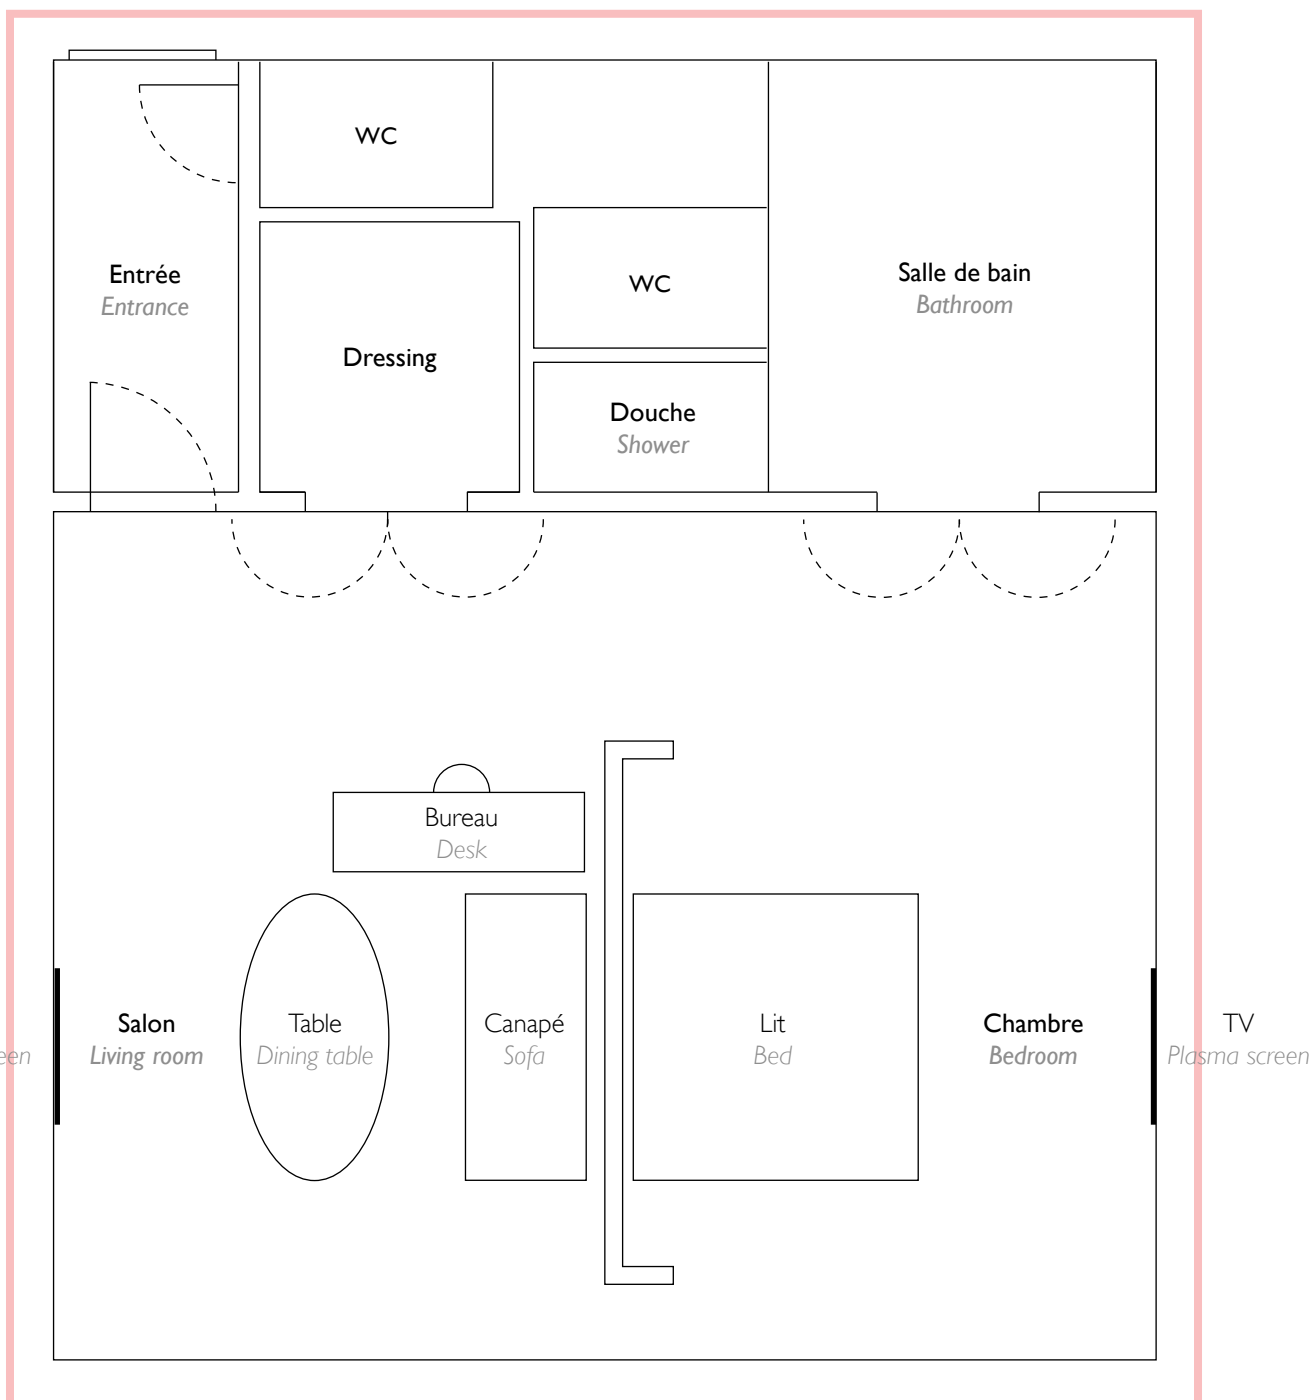 WC
Entrée
Entrance
WC
Salle de bain
Bathroom
Dressing
Douche
Shower
Bureau
Desk
Salon
Living room
Table
Dining table
Canapé
Sofa
Lit
Bed
Chambre
Bedroom
TV
Plasma screen